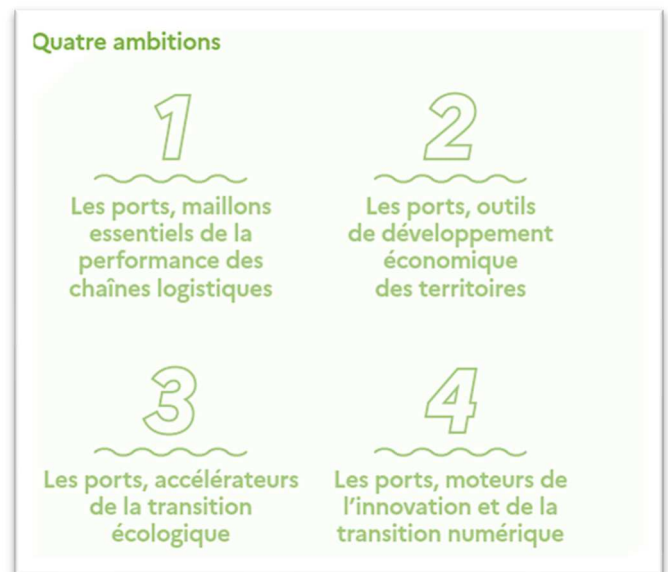 Quatre ambitions
1
Les ports, maillons
essentiels de la
performance des
chaînes logistiques
2
Les ports, outils
de développement
économique
des territoires
3
Les ports, accélérateurs
de la transition
écologique
4
Les ports, moteurs de
l'innovation et de la
transition numérique